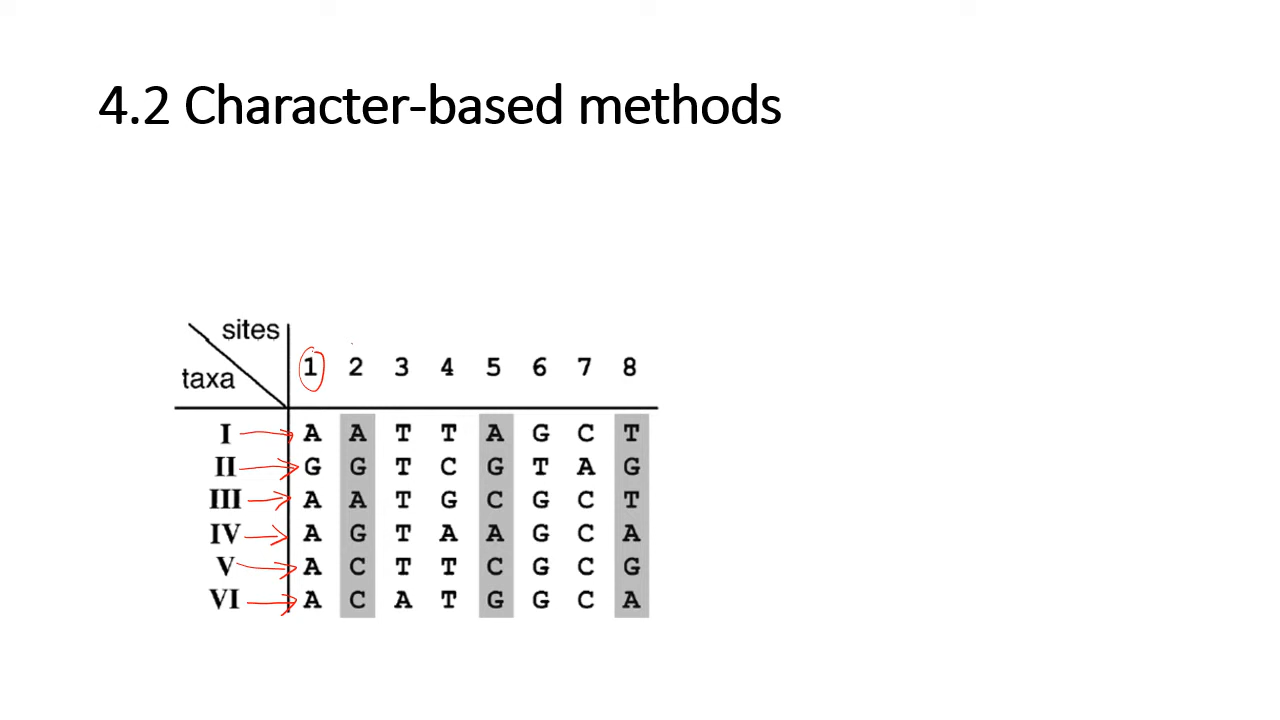 4.2 Character-based methods
sites
taxa
1 2 3 4 5 6 7 8
I A A T T A G C T
II G G T C G T A G
III A A T G C G C T
IV A G T A A G C A
V A C T T C G C G
VI A C A T G G C A